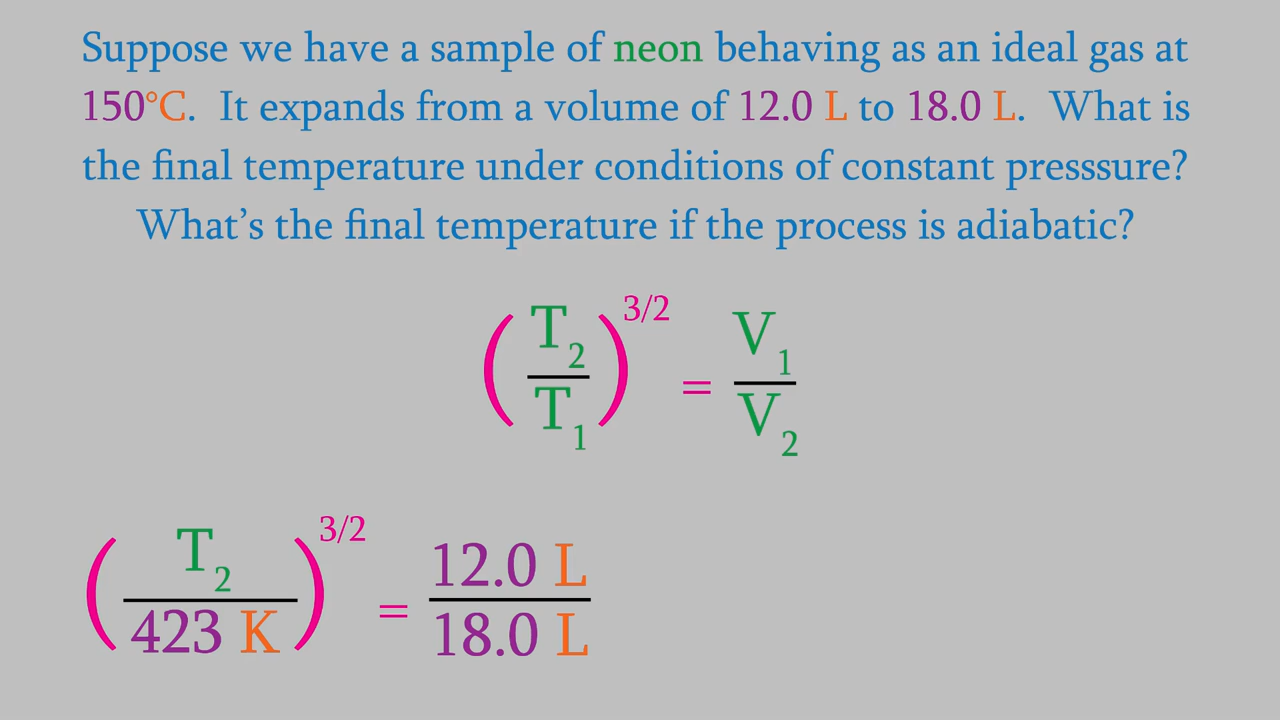 Suppose we have a sample of neon behaving as an ideal gas at
150°C. It expands from a volume of 12.0 L to 18.0 L. What is
the final temperature under conditions of constant presssure?
What’s the final temperature if the process is adiabatic?
(T₂/T₁)^3/2 = V₁/V₂
(T₂/423 K)^3/2 = 12.0 L/18.0 L